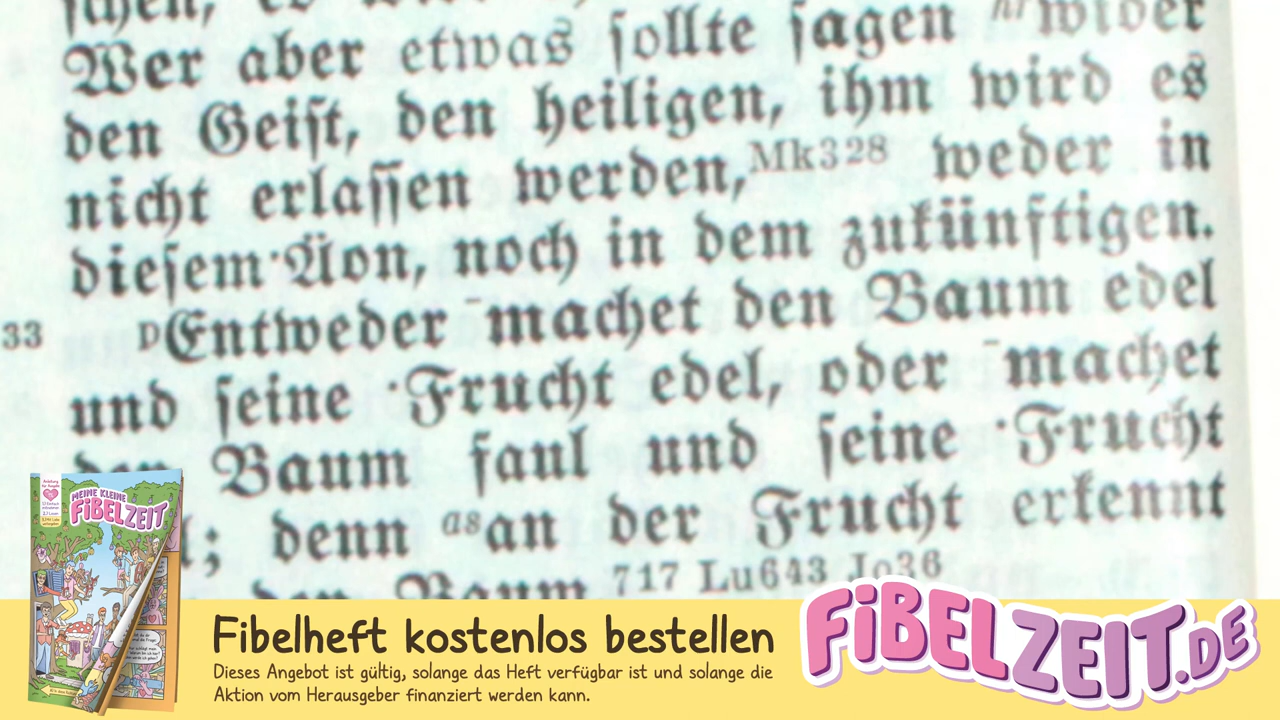 Wer aber etwas sollte sagen wider
den Geist, den heiligen, ihm wird es
nicht erlassen werden,Mk328 weder in
diesem·Äon, noch in dem zukünftigen.
33 DEntweder ‾machet den Baum edel
und seine ·Frucht edel, oder ‾machet
den Baum faul und seine ·Frucht
denn asan der Frucht erkennt
den Baum 717 Lu643 Jo36
MEINE KLEINE
FiBELZEIT
Fibelheft kostenlos bestellen
Dieses Angebot ist gültig, solange das Heft verfügbar ist und solange die
Aktion vom Herausgeber finanziert werden kann.
FiBELZEIT.DE